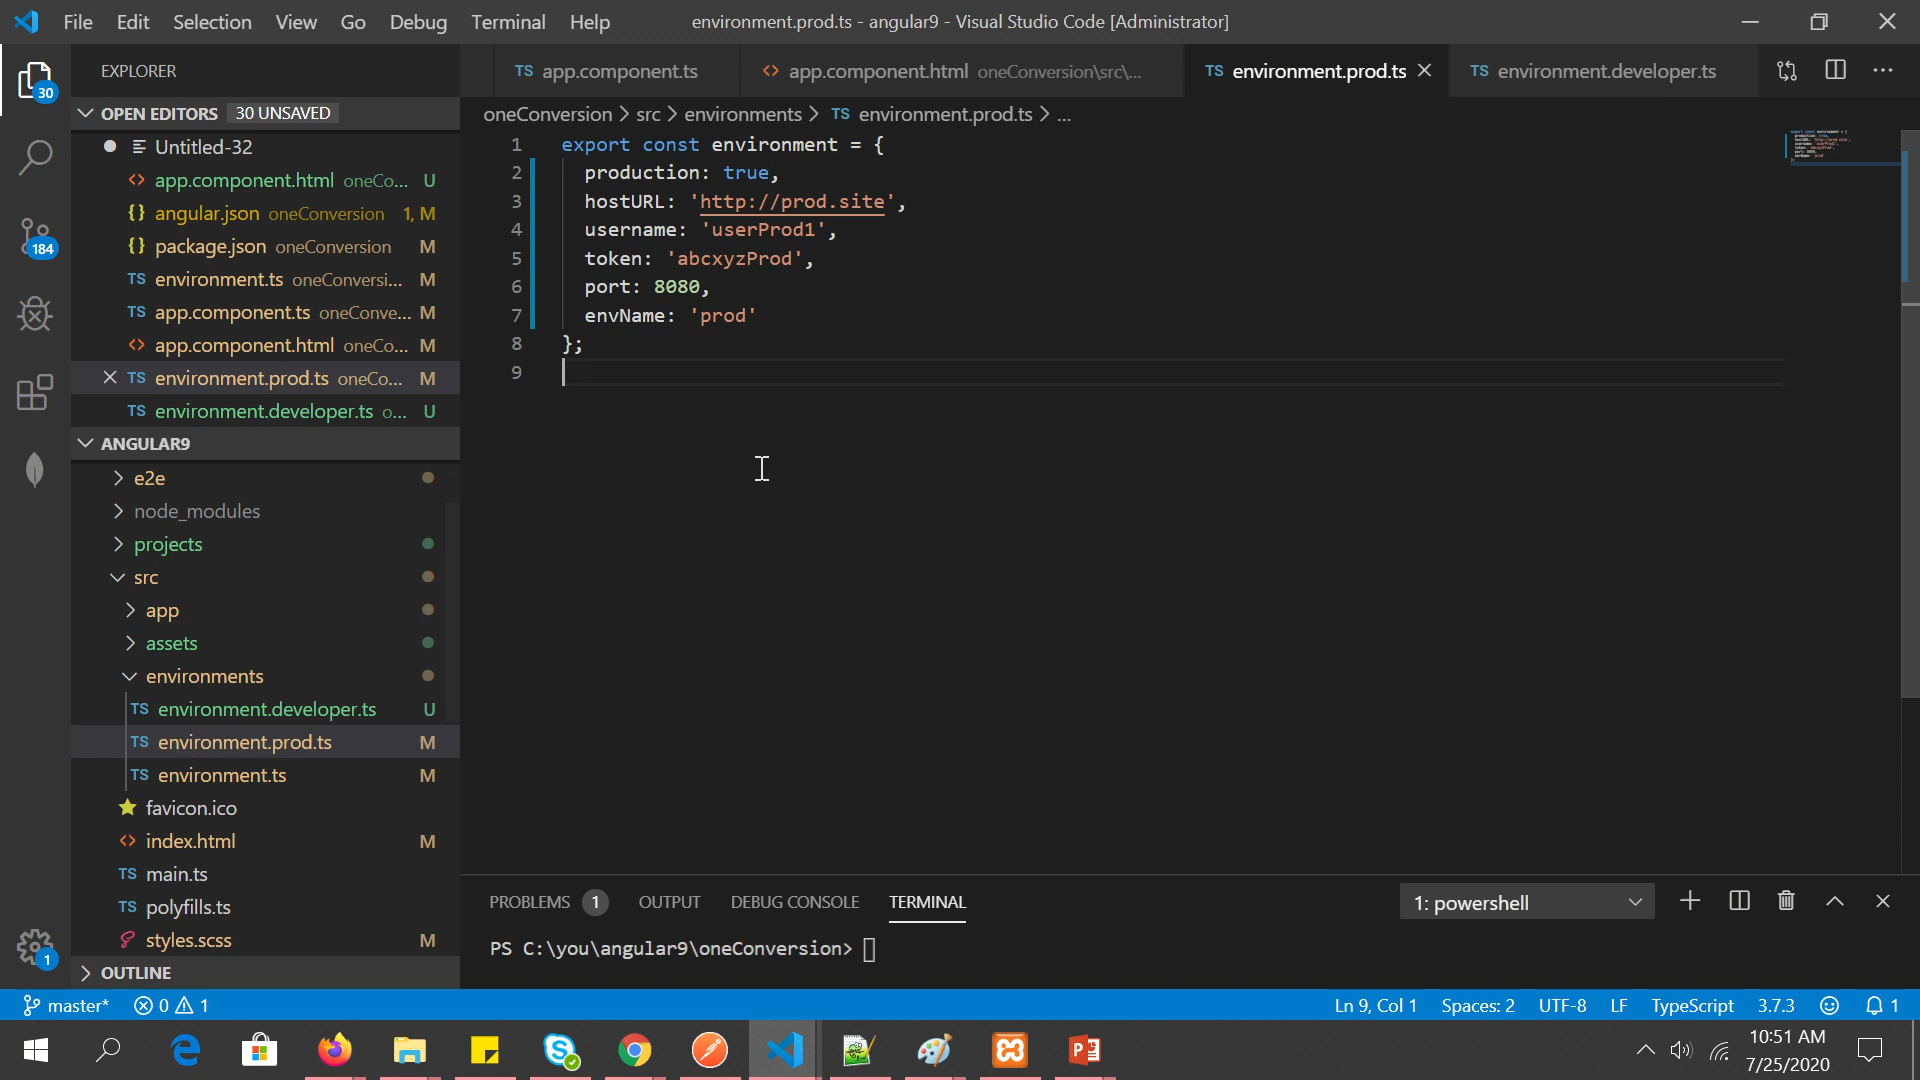 File Edit Selection View Go Debug Terminal Help
environment.prod.ts - angular9 - Visual Studio Code [Administrator]
EXPLORER
OPEN EDITORS 30 UNSAVED
Untitled-32
app.component.html oneCo... U
angular.json oneConversion 1, M
package.json oneConversion M
TS environment.ts oneConversi... M
TS app.component.ts oneConve... M
app.component.html oneCo... M
TS environment.prod.ts oneCo... M
TS environment.developer.ts o... U
ANGULAR9
e2e
node_modules
projects
src
app
assets
environments
TS environment.developer.ts U
TS environment.prod.ts M
TS environment.ts M
favicon.ico
index.html M
TS main.ts
TS polyfills.ts
styles.scss M
OUTLINE
30
184
1
TS app.component.ts
app.component.html oneConversion\src\...
TS environment.prod.ts
TS environment.developer.ts
oneConversion > src > environments > TS environment.prod.ts > ...
1 export const environment = {
2 production: true,
3 hostURL: 'http://prod.site',
4 username: 'userProd1',
5 token: 'abcxyzProd',
6 port: 8080,
7 envName: 'prod'
8 };
9
PROBLEMS 1 OUTPUT DEBUG CONSOLE TERMINAL
1: powershell
PS C:\you\angular9\oneConversion>
master* 0 1
Ln 9, Col 1 Spaces: 2 UTF-8 LF TypeScript 3.7.3 1
10:51 AM
7/25/2020